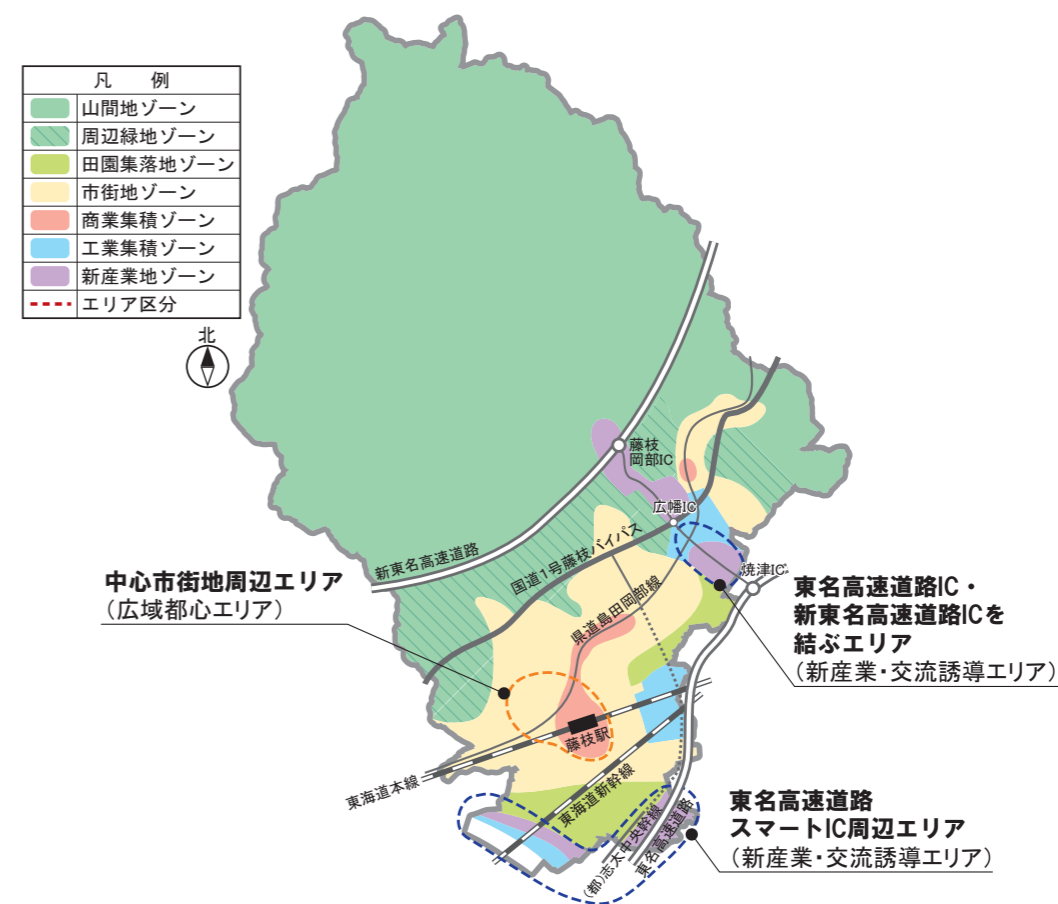 凡 例
山間地ゾーン
周辺緑地ゾーン
田園集落地ゾーン
市街地ゾーン
商業集積ゾーン
工業集積ゾーン
新産業地ゾーン
エリア区分
北
藤枝
岡部IC
広幡IC
新東名高速道路
国道1号藤枝バイパス
県道島田岡部線
焼津IC
中心市街地周辺エリア
（広域都心エリア）
東名高速道路IC・
新東名高速道路ICを
結ぶエリア
（新産業・交流誘導エリア）
藤枝駅
東海道本線
東海道新幹線
(都)志太中央幹線
東名高速道路
東名高速道路
スマートIC周辺エリア
（新産業・交流誘導エリア）